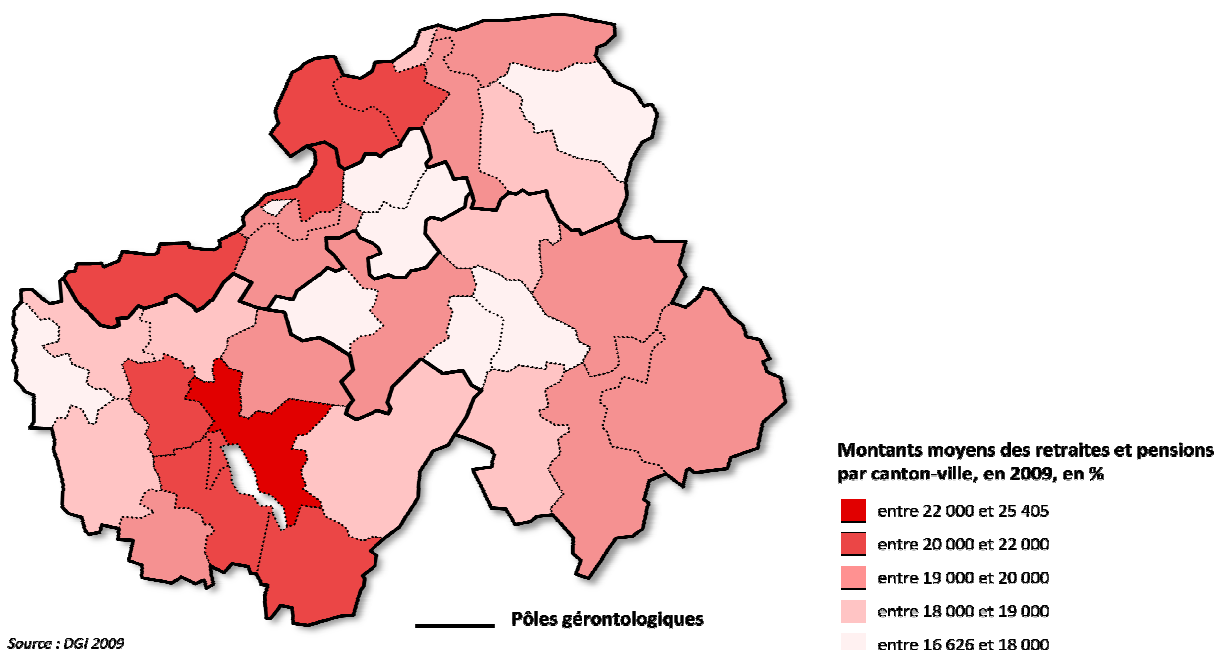 Montants moyens des retraites et pensions
par canton-ville, en 2009, en %
entre 22 000 et 25 405
entre 20 000 et 22 000
entre 19 000 et 20 000
entre 18 000 et 19 000
entre 16 626 et 18 000
Pôles gérontologiques
Source : DGI 2009